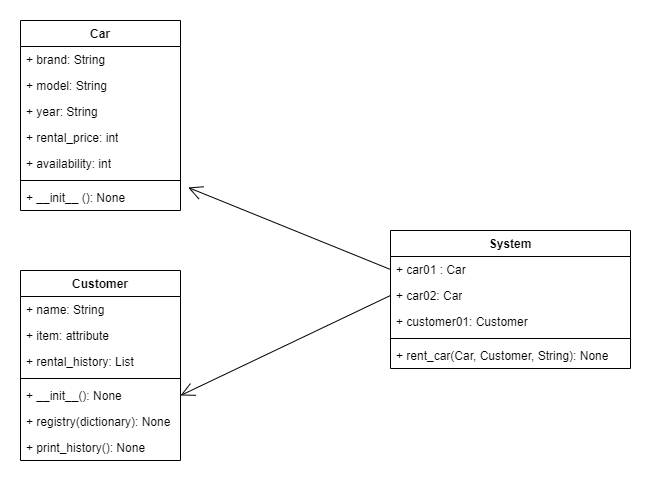 Car
+ brand: String
+ model: String
+ year: String
+ rental_price: int
+ availability: int
+ __init__ (): None
System
+ car01 : Car
+ car02: Car
+ customer01: Customer
+ rent_car(Car, Customer, String): None
Customer
+ name: String
+ item: attribute
+ rental_history: List
+ __init__(): None
+ registry(dictionary): None
+ print_history(): None